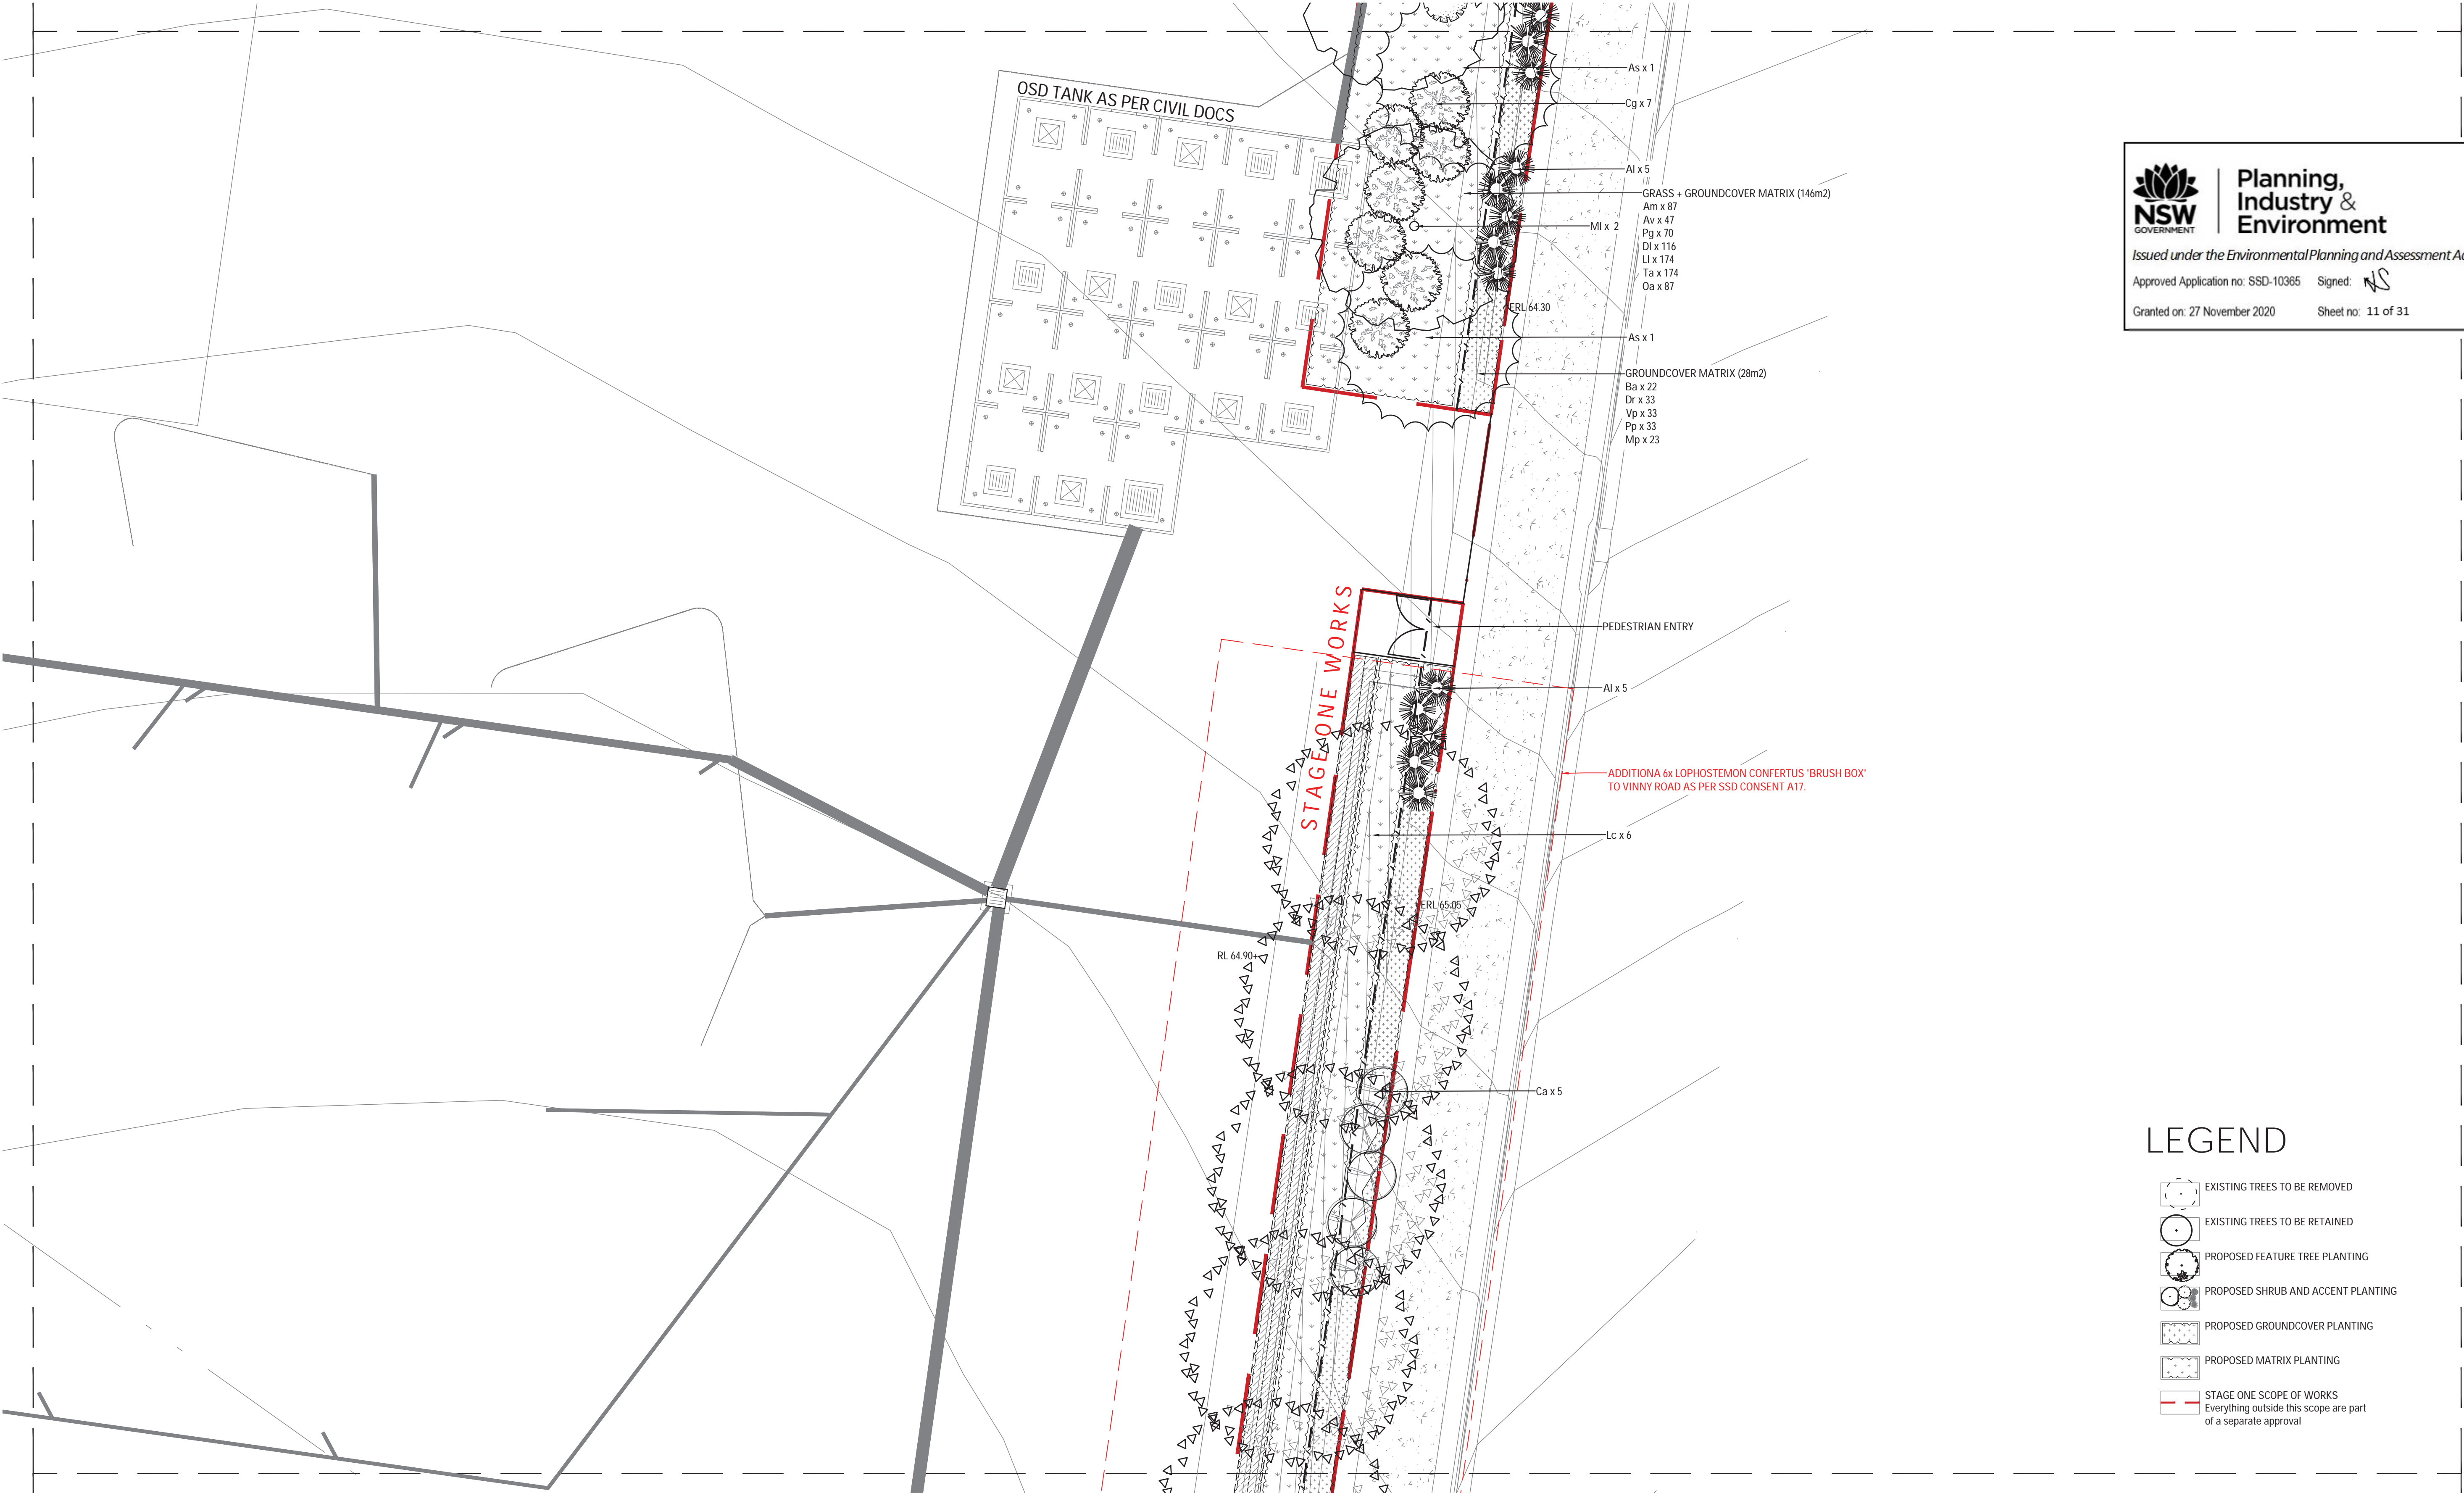 OSD TANK AS PER CIVIL DOCS
As x 1
Cg x 7
Al x 5
GRASS + GROUNDCOVER MATRIX (146m2)
Am x 87
Av x 47
Pg x 70
Dl x 116
Ll x 174
Ta x 174
Oa x 87
Ml x 2
ERL 64.30
As x 1
GROUNDCOVER MATRIX (28m2)
Ba x 22
Dr x 33
Vp x 33
Pp x 33
Mp x 23
STAGE ONE WORKS
PEDESTRIAN ENTRY
Al x 5
ADDITIONA 6x LOPHOSTEMON CONFERTUS 'BRUSH BOX'
TO VINNY ROAD AS PER SSD CONSENT A17.
Lc x 6
ERL 65.05
RL 64.90+
Ca x 5
NSW
GOVERNMENT
Planning,
Industry &
Environment
Issued under the Environmental Planning and Assessment
Approved Application no: SSD-10365 Signed:
Granted on: 27 November 2020 Sheet no: 11 of 31
LEGEND
EXISTING TREES TO BE REMOVED
EXISTING TREES TO BE RETAINED
PROPOSED FEATURE TREE PLANTING
PROPOSED SHRUB AND ACCENT PLANTING
PROPOSED GROUNDCOVER PLANTING
PROPOSED MATRIX PLANTING
STAGE ONE SCOPE OF WORKS
Everything outside this scope are part
of a separate approval